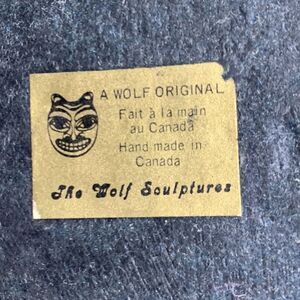 A WOLF ORIGINAL
Fait à la main
au Canada
Hand made in
Canada
The Wolf Sculptures